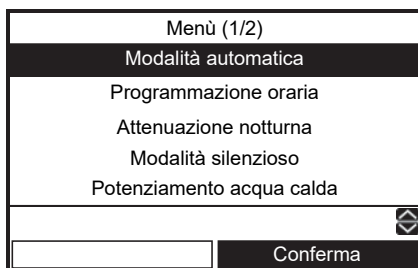 Menù (1/2)
Modalità automatica
Programmazione oraria
Attenuazione notturna
Modalità silenzioso
Potenziamento acqua calda
Conferma